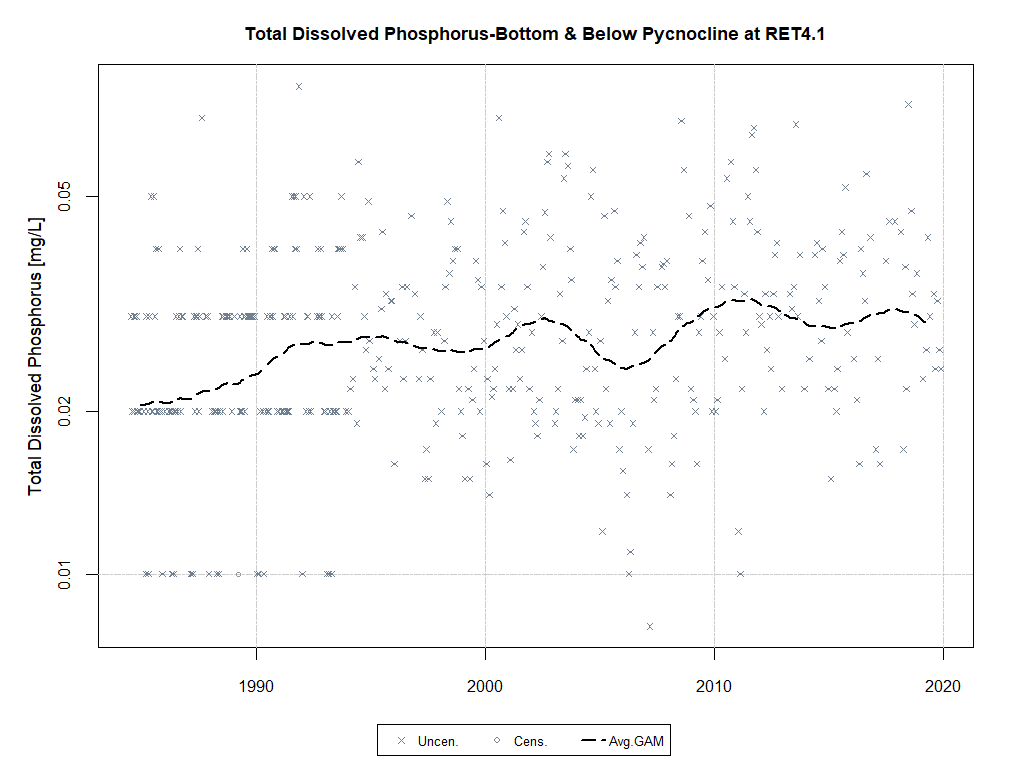 Total Dissolved Phosphorus-Bottom & Below Pycnocline at RET4.1
Total Dissolved Phosphorus [mg/L]
0.05
0.02
0.01
1990 2000 2010 2020
Uncen. Cens. Avg.GAM